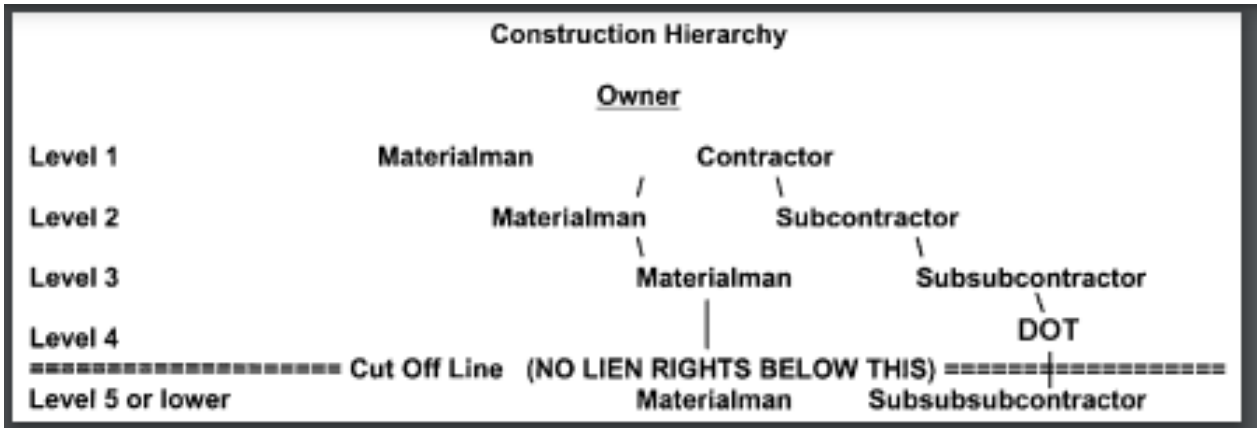 Construction Hierarchy
Owner
Level 1 Materialman Contractor
/ \
Level 2 Materialman Subcontractor
\ \
Level 3 Materialman Subsubcontractor
\
Level 4 DOT
==================== Cut Off Line (NO LIEN RIGHTS BELOW THIS) ==================
Level 5 or lower Materialman Subsubsubcontractor